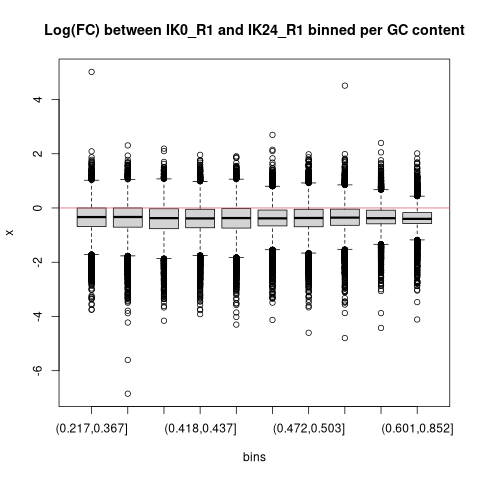 Log(FC) between IK0_R1 and IK24_R1 binned per GC content
4
2
0
-2
-4
-6
x
(0.217,0.367] (0.418,0.437] (0.472,0.503] (0.601,0.852]
bins